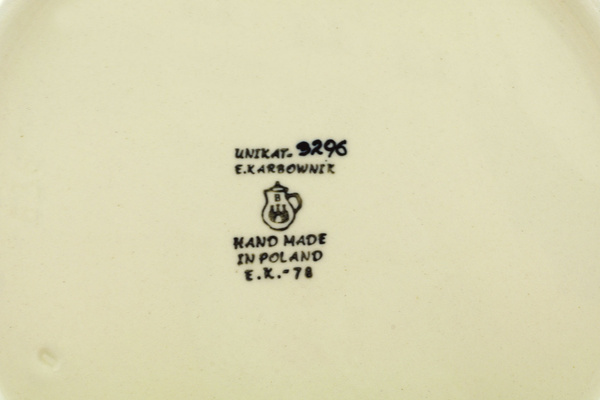 UNIKAT- 3296
E.KARBOWNIK
B
HAND MADE
IN POLAND
E.K.-78